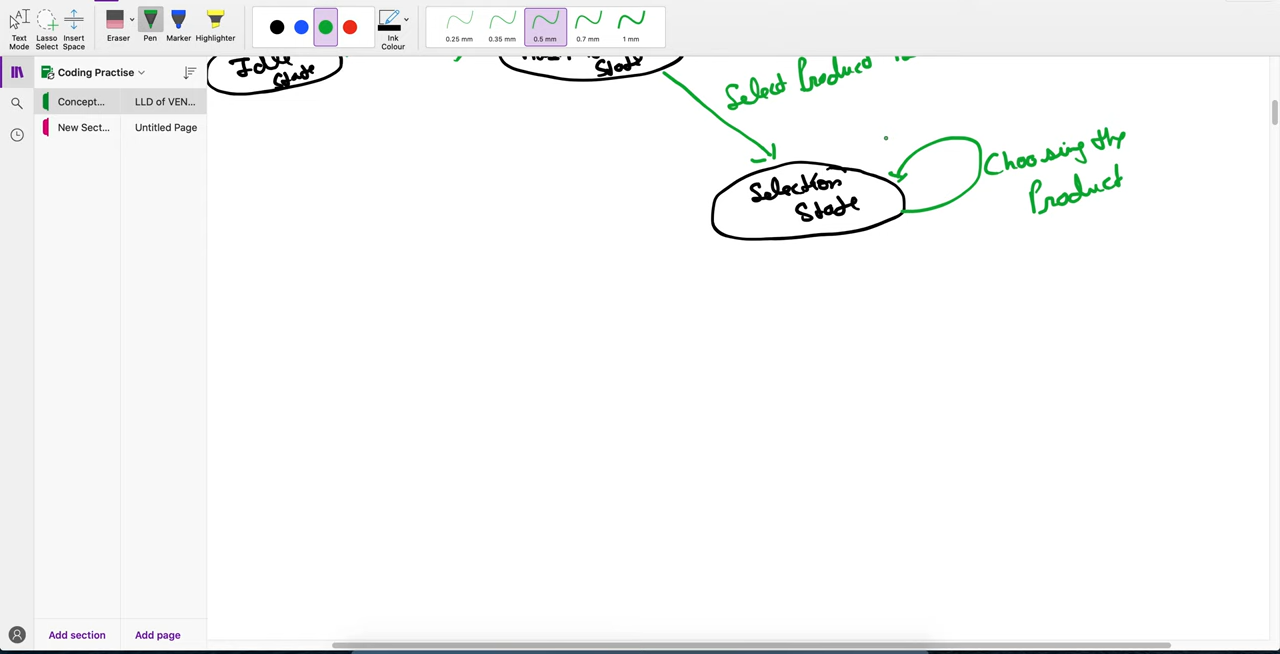 Text Mode
Lasso Select
Insert Space
Eraser
Pen
Marker
Highlighter
Ink Colour
0.25 mm
0.35 mm
0.5 mm
0.7 mm
1 mm
Coding Practise
Concept...
LLD of VEN...
New Sect...
Untitled Page
Idle
State
State
Select Product
Choosing the
Product
Selection
State
Add section
Add page